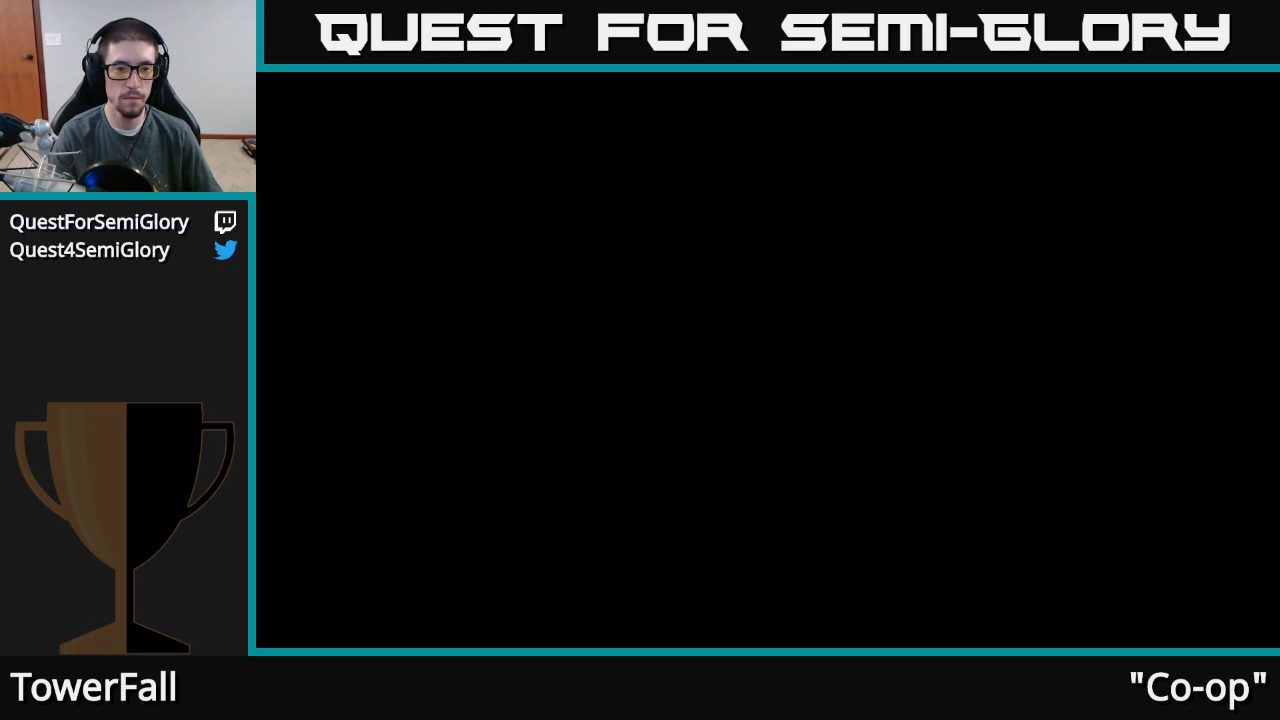 QUEST FOR SEMI-GLORY
QuestForSemiGlory
Quest4SemiGlory
TowerFall
"Co-op"